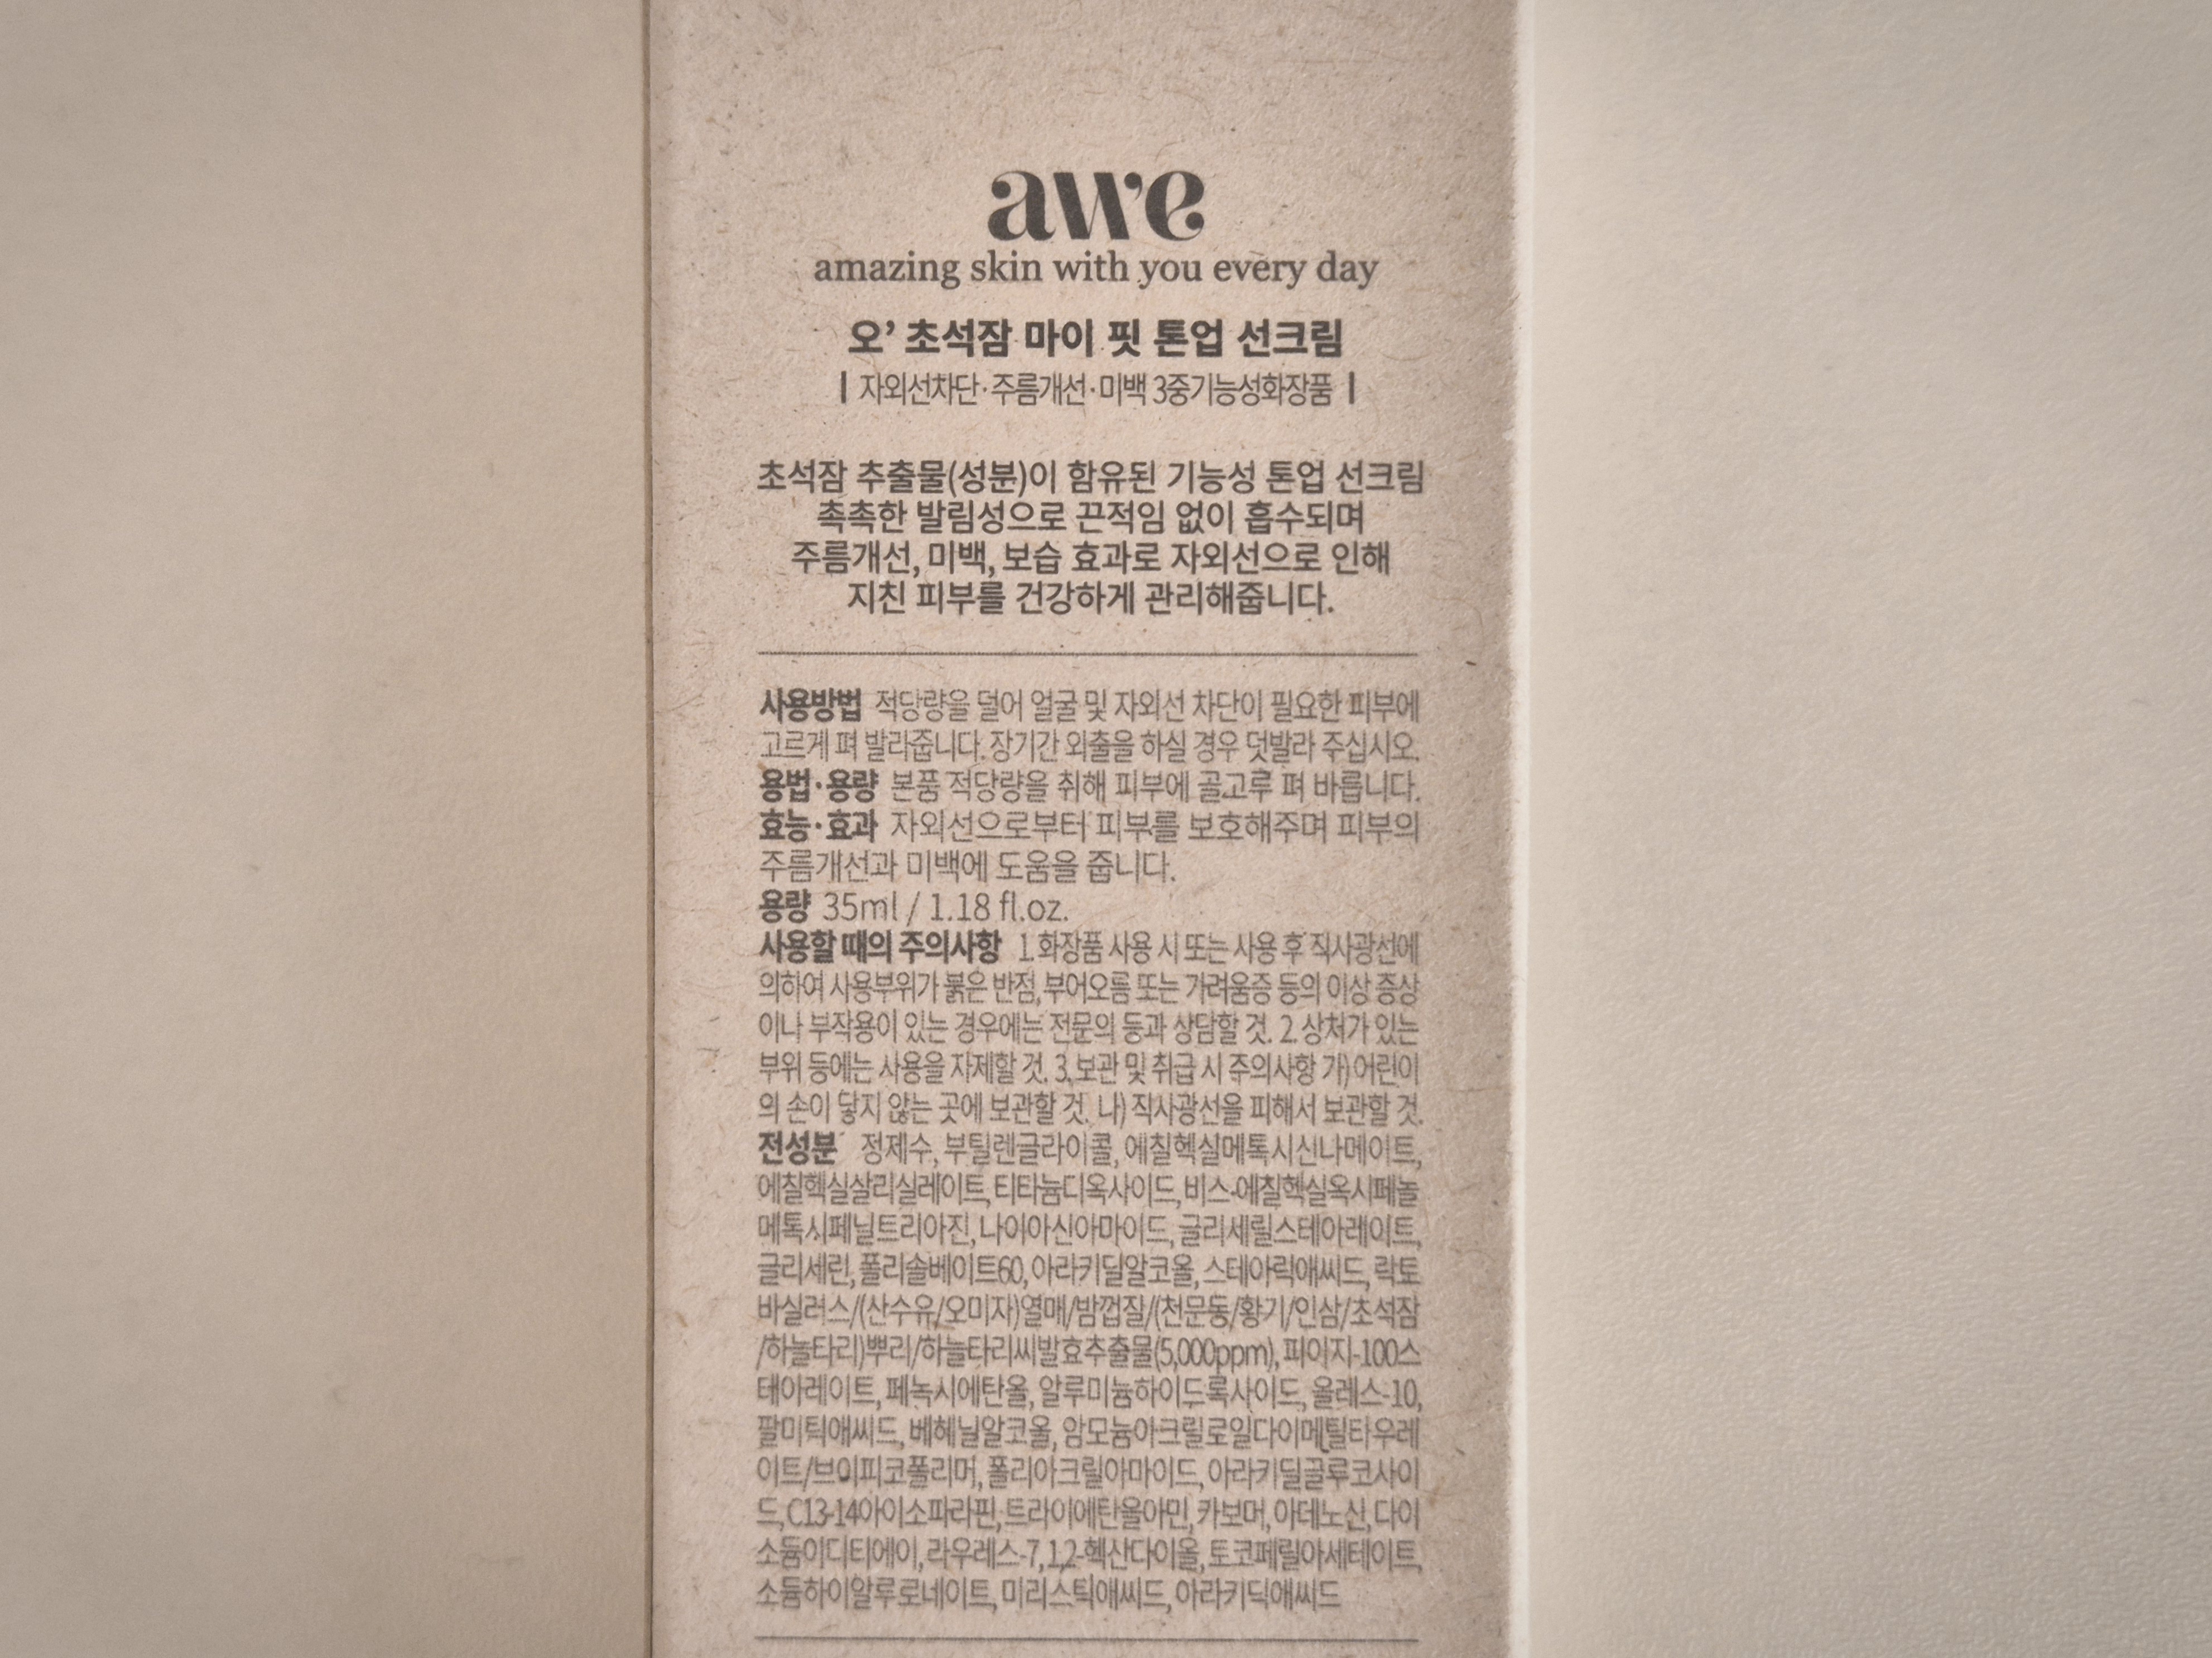 awe
amazing skin with you every day
오’ 초석잠 마이 핏 톤업 선크림
| 자외선차단·주름개선·미백 3중기능성화장품 |
초석잠 추출물(성분)이 함유된 기능성 톤업 선크림
촉촉한 발림성으로 끈적임 없이 흡수되며
주름개선, 미백, 보습 효과로 자외선으로 인해
지친 피부를 건강하게 관리해줍니다.
사용방법 적당량을 덜어 얼굴 및 자외선 차단이 필요한 피부에
고르게 펴 발라줍니다. 장기간 외출을 하실 경우 덧발라 주십시오.
용법·용량 본품 적당량을 취해 피부에 골고루 펴 바릅니다.
효능·효과 자외선으로부터 피부를 보호해주며 피부의
주름개선과 미백에 도움을 줍니다.
용량 35ml / 1.18 fl.oz.
사용할 때의 주의사항 1. 화장품 사용 시 또는 사용 후 직사광선에
의하여 사용부위가 붉은 반점, 부어오름 또는 가려움증 등의 이상 증상
이나 부작용이 있는 경우에는 전문의 등과 상담할 것. 2. 상처가 있는
부위 등에는 사용을 자제할 것. 3. 보관 및 취급 시 주의사항 가) 어린이
의 손이 닿지 않는 곳에 보관할 것. 나) 직사광선을 피해서 보관할 것.
전성분 정제수, 부틸렌글라이콜, 에칠헥실메톡시신나메이트,
에칠헥실살리실레이트, 티타늄디옥사이드, 비스-에칠헥실옥시페놀
메톡시페닐트리아진, 나이아신아마이드, 글리세릴스테아레이트,
글리세린, 폴리솔베이트60, 아라키딜알코올, 스테아릭애씨드, 락토
바실러스/(산수유/오미자)열매/밤껍질/(천문동/황기/인삼/초석잠
/하늘타리)뿌리/하늘타리씨발효추출물(5,000ppm), 피이지-100스
테아레이트, 페녹시에탄올, 알루미늄하이드록사이드, 올레스-10,
팔미틱애씨드, 베헤닐알코올, 암모늄아크릴로일다이메틸타우레
이트/브이피코폴리머, 폴리아크릴아마이드, 아라키딜글루코사이
드, C13-14아이소파라핀, 트라이에탄올아민, 카보머, 아데노신, 다이
소듐이디티에이, 라우레스-7, 1,2-헥산다이올, 토코페릴아세테이트,
소듐하이알루로네이트, 미리스틱애씨드, 아라키딕애씨드